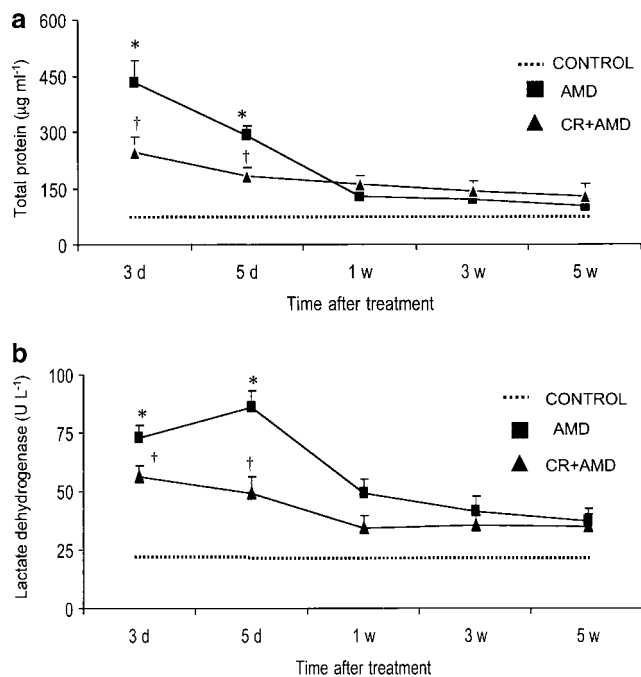 a
600
450
300
150
0
Total protein (µg ml⁻¹)
*
*
†
†
CONTROL
AMD
CR+AMD
3 d 5 d 1 w 3 w 5 w
Time after treatment
b
100
75
50
25
0
Lactate dehydrogenase (U L⁻¹)
*
*
†
†
CONTROL
AMD
CR+AMD
3 d 5 d 1 w 3 w 5 w
Time after treatment